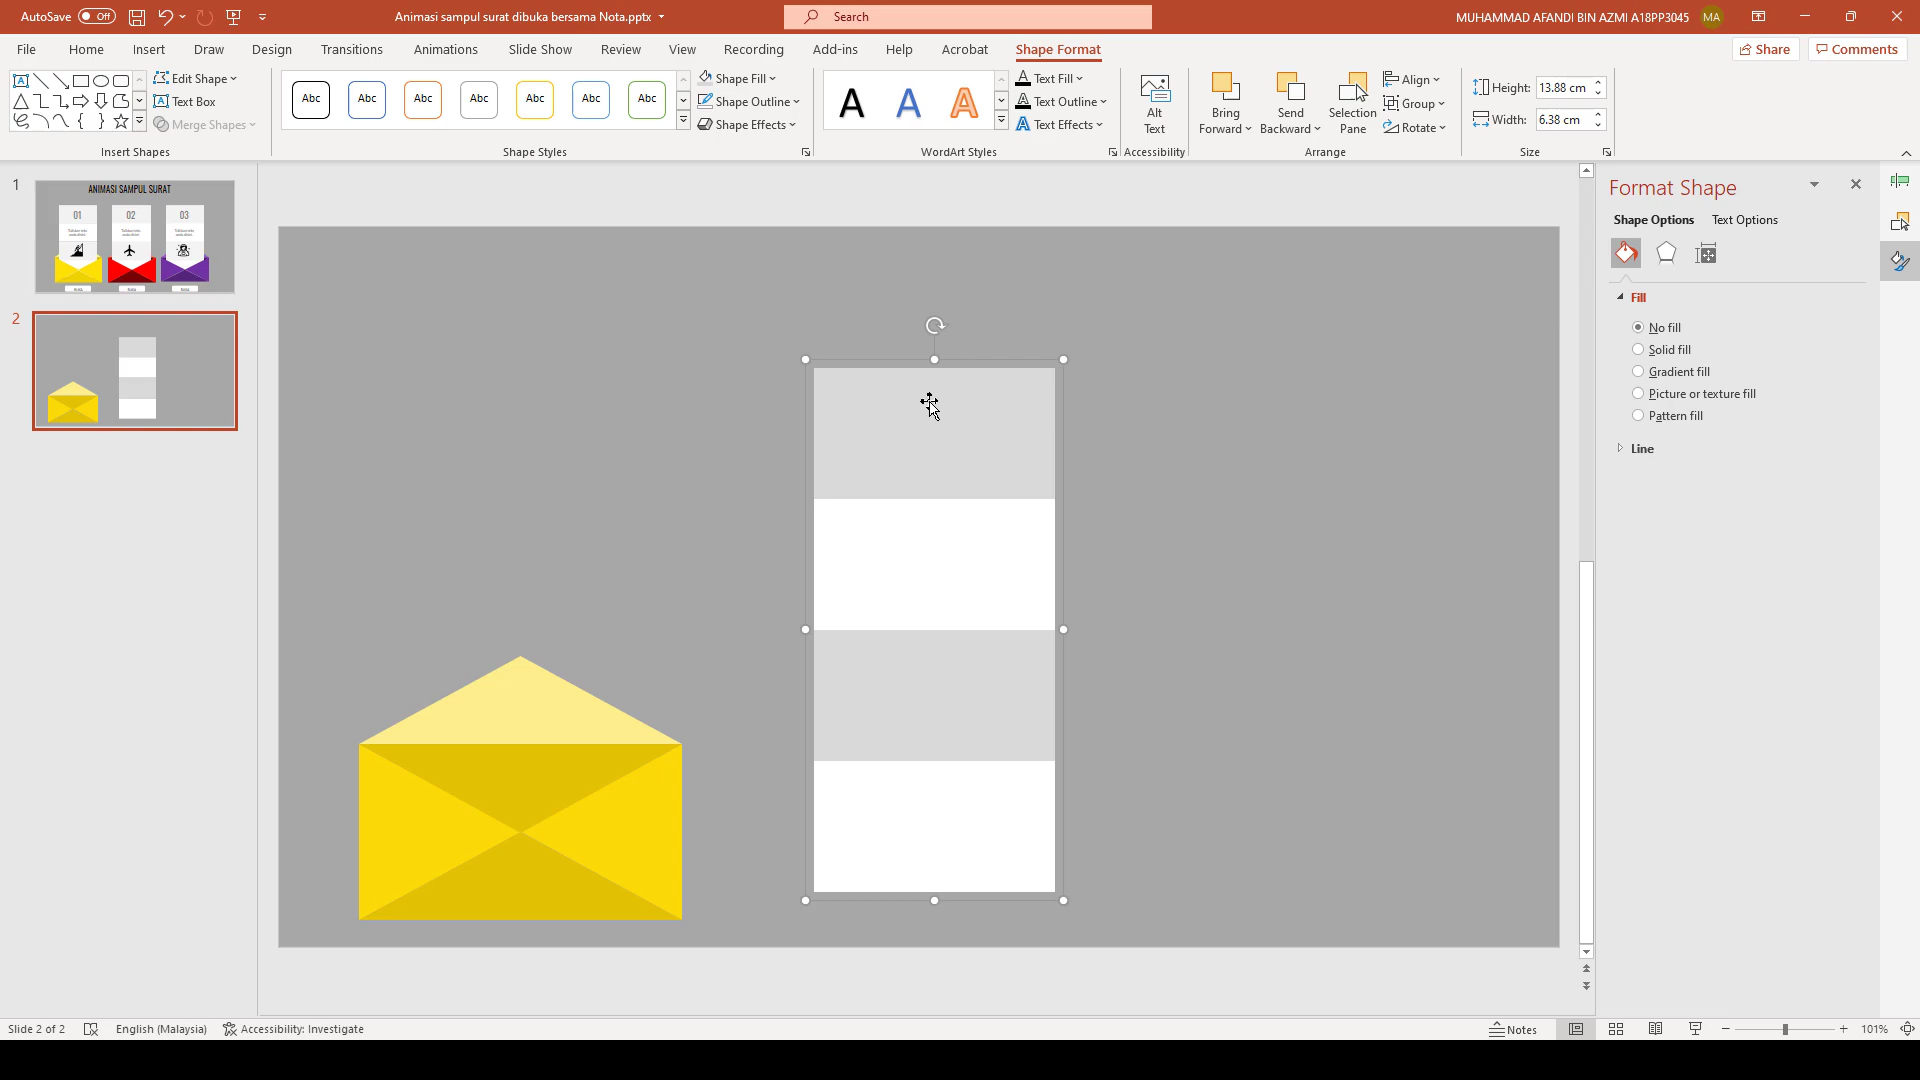 AutoSave Off Animasi sampul surat dibuka bersama Nota.pptx Search MUHAMMAD AFANDI BIN AZMI A18PP3045 MA
File Home Insert Draw Design Transitions Animations Slide Show Review View Recording Add-ins Help Acrobat Shape Format Share Comments
Edit Shape
Text Box
Merge Shapes
Insert Shapes
Abc Abc Abc Abc Abc Abc Abc
Shape Fill
Shape Outline
Shape Effects
Shape Styles
A A A
Text Fill
Text Outline
Text Effects
WordArt Styles
Alt
Text
Accessibility
Bring
Forward
Send
Backward
Selection
Pane
Align
Group
Rotate
Arrange
Height: 13.88 cm
Width: 6.38 cm
Size
1
ANIMASI SAMPUL SURAT
01 02 03
2
Format Shape
Shape Options Text Options
Fill
No fill
Solid fill
Gradient fill
Picture or texture fill
Pattern fill
Line
Slide 2 of 2 English (Malaysia) Accessibility: Investigate Notes 101%